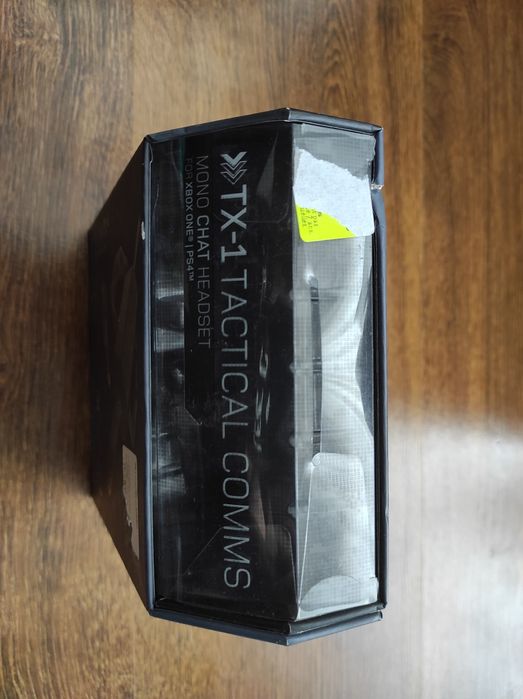 TX-1 TACTICAL COMMS
MONO CHAT HEADSET
FOR XBOX ONE® | PS4™